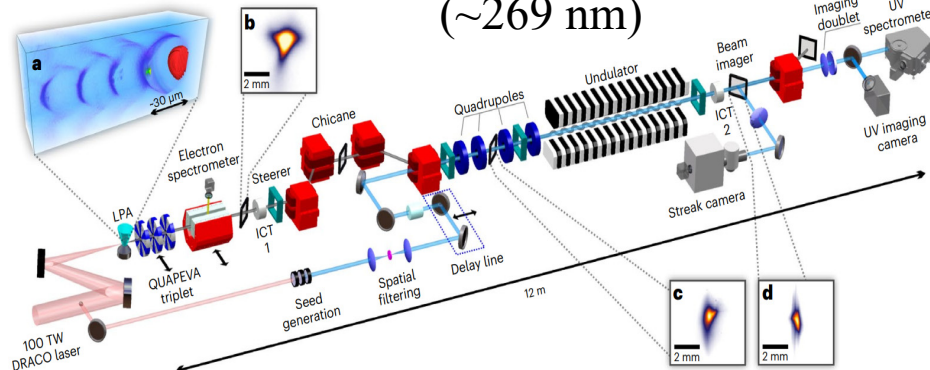 (~269 nm)
a
~30 µm
b
2 mm
Electron
spectrometer
Steerer
Chicane
Quadrupoles
Undulator
Beam
imager
Imaging
doublet
UV
spectromete
ICT
2
UV imaging
camera
Streak camera
LPA
ICT
1
QUAPEVA
triplet
Delay line
Spatial
filtering
Seed
generation
100 TW
DRACO laser
12 m
c
2 mm
d
2 mm